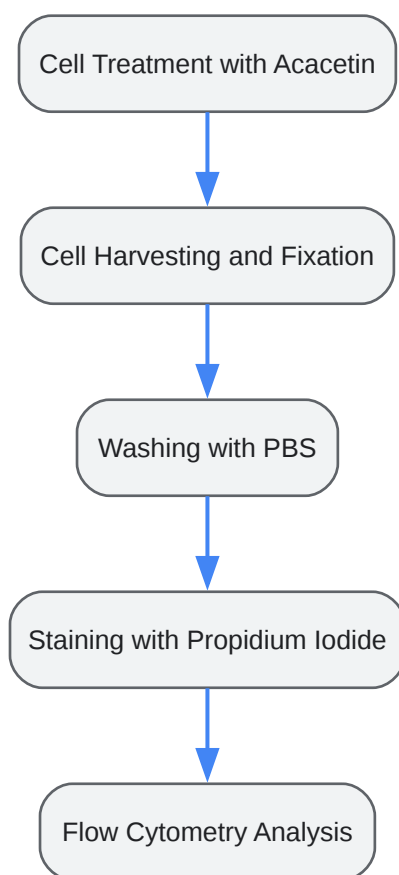 Cell Treatment with Acacetin
Cell Harvesting and Fixation
Washing with PBS
Staining with Propidium Iodide
Flow Cytometry Analysis